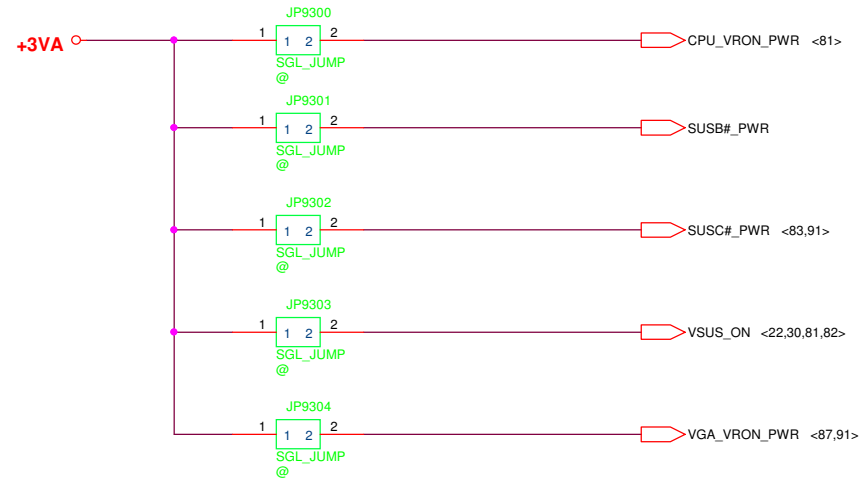 JP9300
+3VA
1 1 2 2 CPU_VRON_PWR <81>
SGL_JUMP
@
JP9301
1 1 2 2 SUSB#_PWR
SGL_JUMP
@
JP9302
1 1 2 2 SUSC#_PWR <83,91>
SGL_JUMP
@
JP9303
1 1 2 2 VSUS_ON <22,30,81,82>
SGL_JUMP
@
JP9304
1 1 2 2 VGA_VRON_PWR <87,91>
SGL_JUMP
@